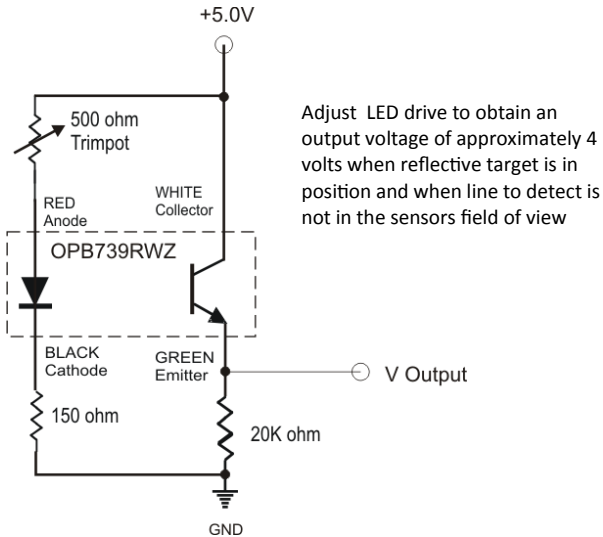 +5.0V
500 ohm
Trimpot
Adjust LED drive to obtain an
output voltage of approximately 4
volts when reflective target is in
position and when line to detect is
not in the sensors field of view
RED
Anode
WHITE
Collector
OPB739RWZ
BLACK
Cathode
GREEN
Emitter
V Output
150 ohm
20K ohm
GND